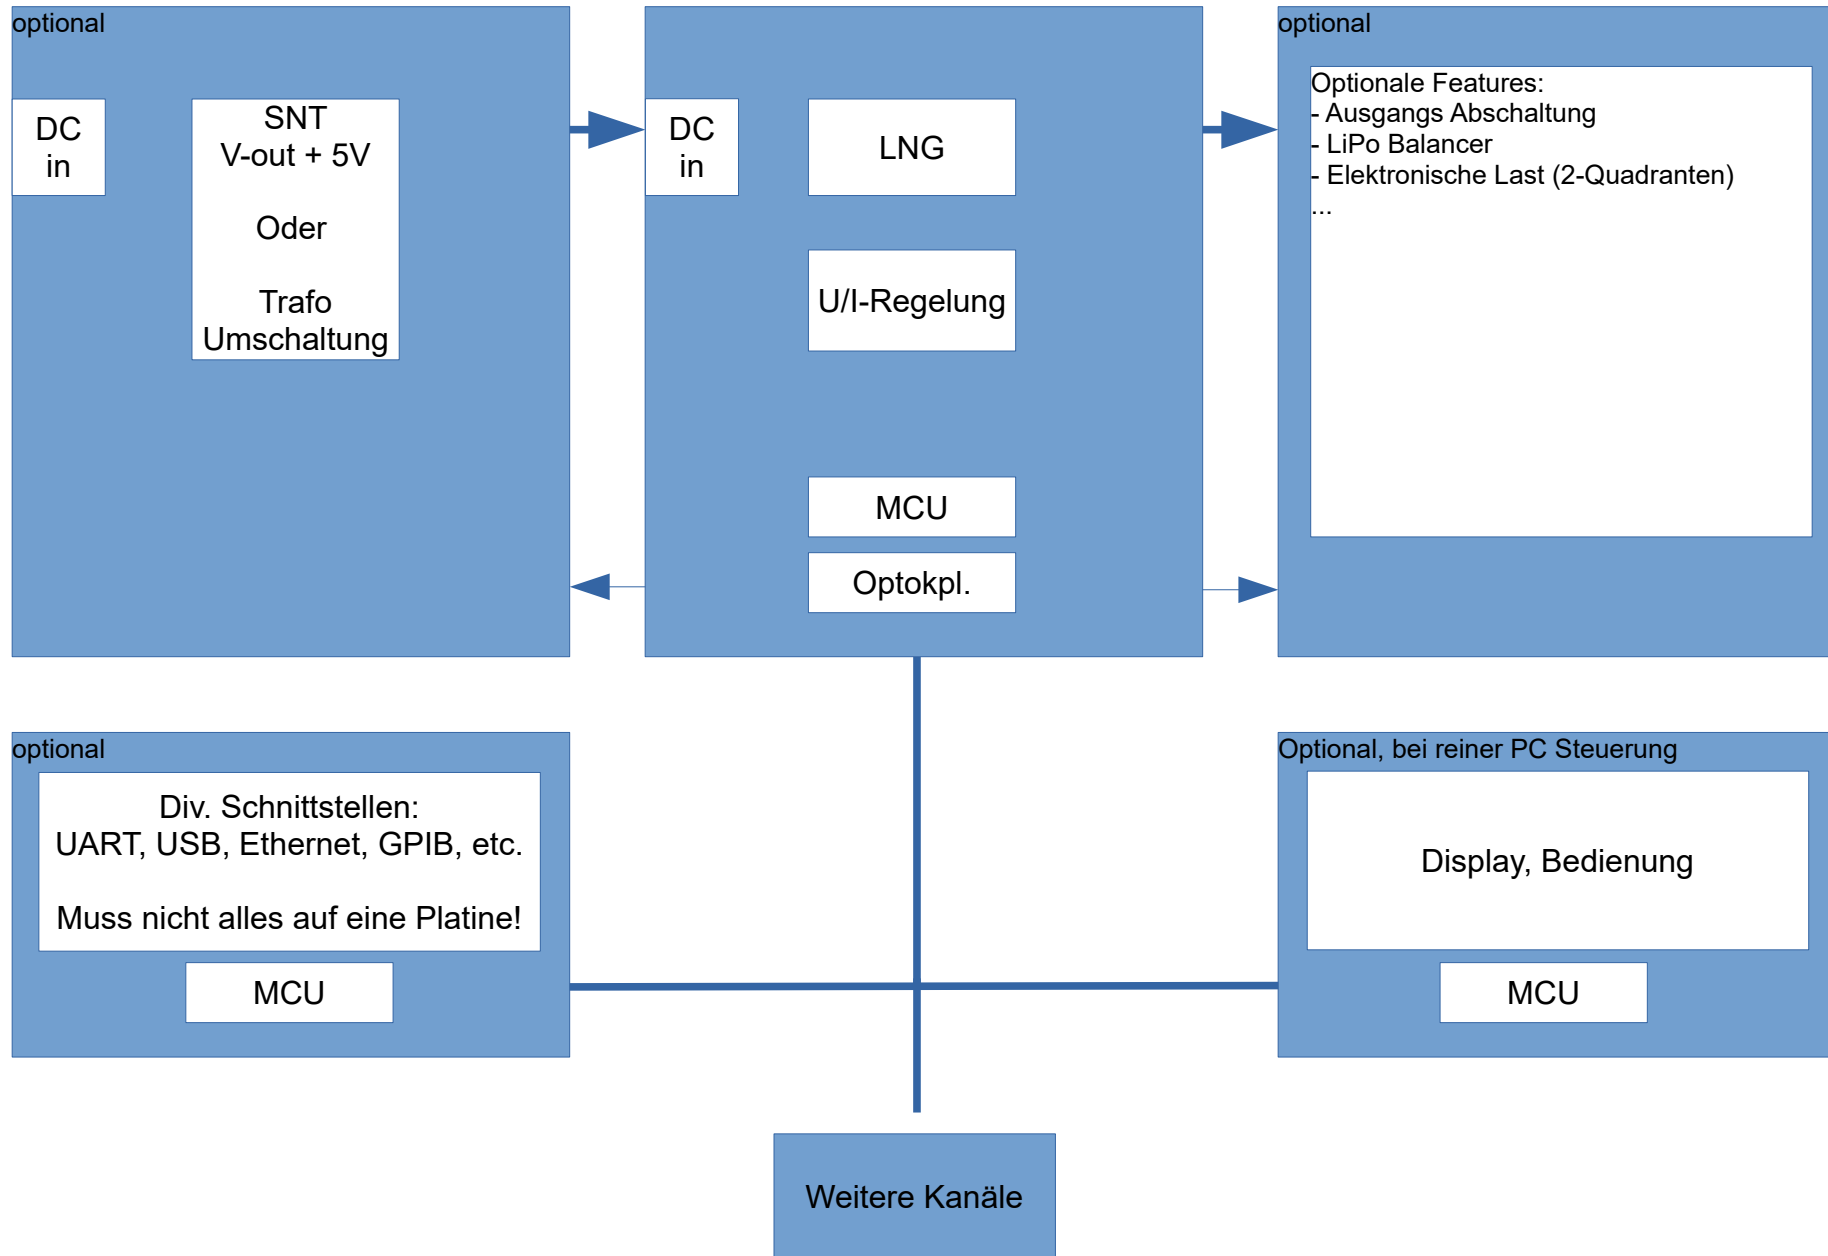 optional
DC
in
SNT
V-out + 5V
Oder
Trafo
Umschaltung
DC
in
LNG
U/I-Regelung
MCU
Optokpl.
optional
Optionale Features:
- Ausgangs Abschaltung
- LiPo Balancer
- Elektronische Last (2-Quadranten)
...
optional
Div. Schnittstellen:
UART, USB, Ethernet, GPIB, etc.
Muss nicht alles auf eine Platine!
MCU
Optional, bei reiner PC Steuerung
Display, Bedienung
MCU
Weitere Kanäle